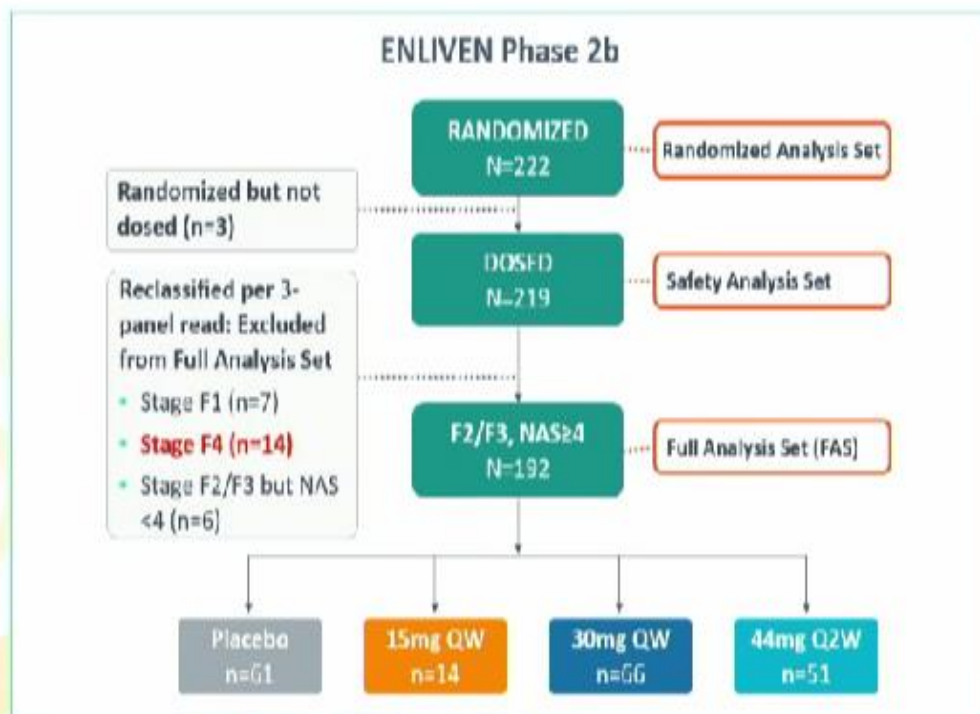 ENLIVEN Phase 2b
RANDOMIZED
N=222
Randomized Analysis Set
Randomized but not
dosed (n=3)
DOSED
N=219
Safety Analysis Set
Reclassified per 3-
panel read: Excluded
from Full Analysis Set
• Stage F1 (n=7)
• Stage F4 (n=14)
• Stage F2/F3 but NAS
<4 (n=6)
F2/F3, NAS≥4
N=192
Full Analysis Set (FAS)
Placebo
n=61
15mg QW
n=14
30mg QW
n=66
44mg Q2W
n=51